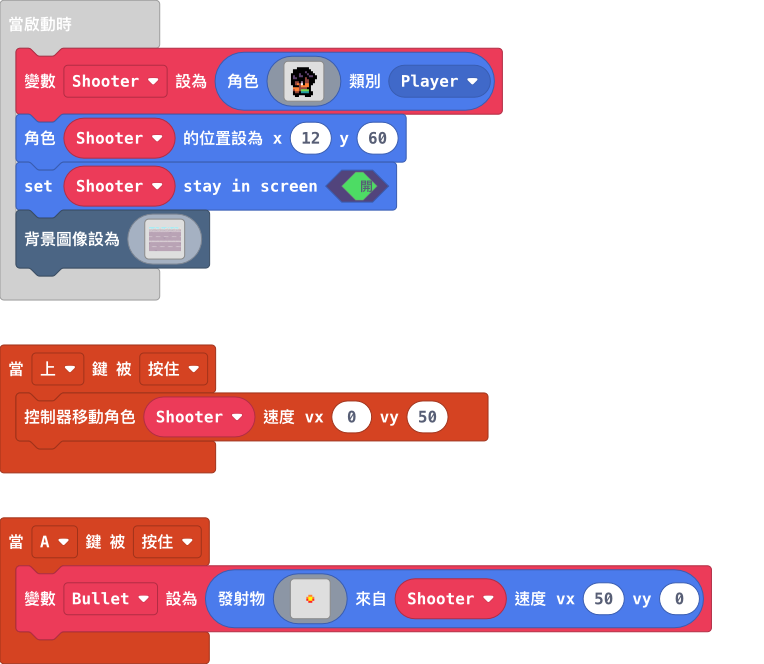 當啟動時
變數 Shooter 設為 角色 類別 Player
角色 Shooter 的位置設為 x 12 y 60
set Shooter stay in screen 開
背景圖像設為
當 上 鍵 被 按住
控制器移動角色 Shooter 速度 vx 0 vy 50
當 A 鍵 被 按住
變數 Bullet 設為 發射物 來自 Shooter 速度 vx 50 vy 0